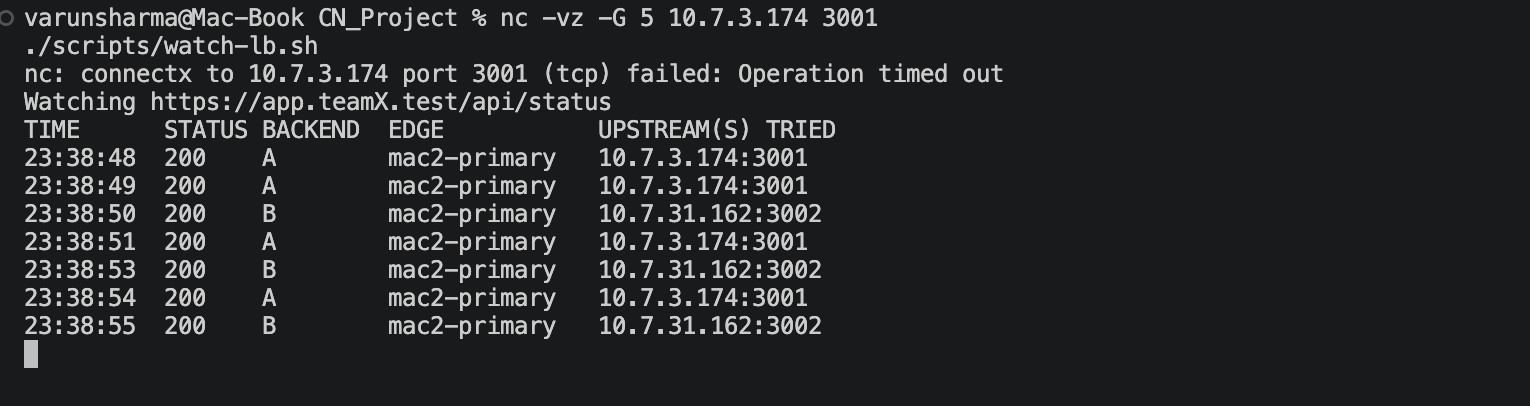 varunsharma@Mac-Book CN_Project % nc -vz -G 5 10.7.3.174 3001
./scripts/watch-lb.sh
nc: connectx to 10.7.3.174 port 3001 (tcp) failed: Operation timed out
Watching https://app.teamX.test/api/status
TIME STATUS BACKEND EDGE UPSTREAM(S) TRIED
23:38:48 200 A mac2-primary 10.7.3.174:3001
23:38:49 200 A mac2-primary 10.7.3.174:3001
23:38:50 200 B mac2-primary 10.7.31.162:3002
23:38:51 200 A mac2-primary 10.7.3.174:3001
23:38:53 200 B mac2-primary 10.7.31.162:3002
23:38:54 200 A mac2-primary 10.7.3.174:3001
23:38:55 200 B mac2-primary 10.7.31.162:3002